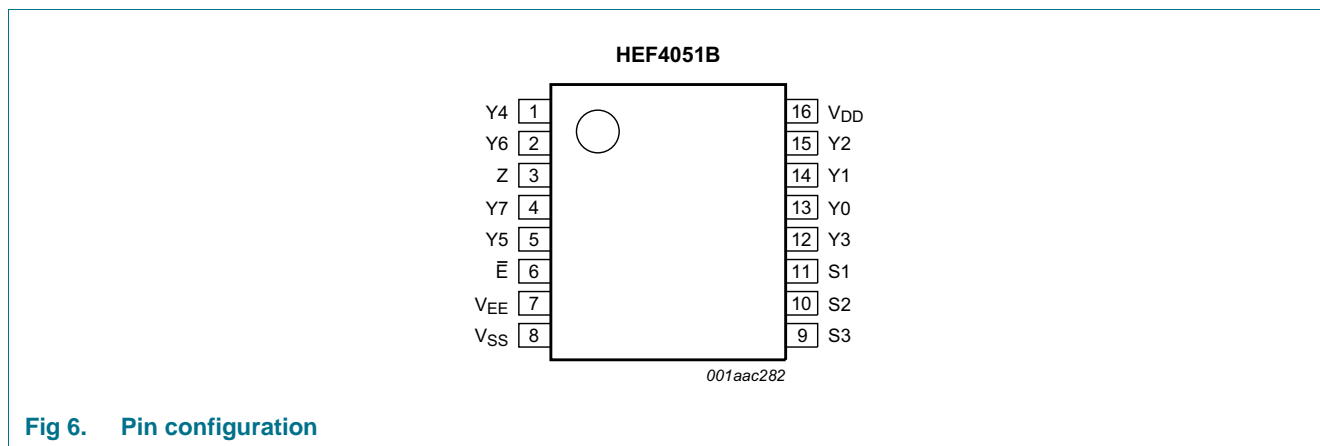 HEF4051B
Y4 1 16 VDD
Y6 2 15 Y2
Z 3 14 Y1
Y7 4 13 Y0
Y5 5 12 Y3
E̅ 6 11 S1
VEE 7 10 S2
VSS 8 9 S3
001aac282
Fig 6. Pin configuration